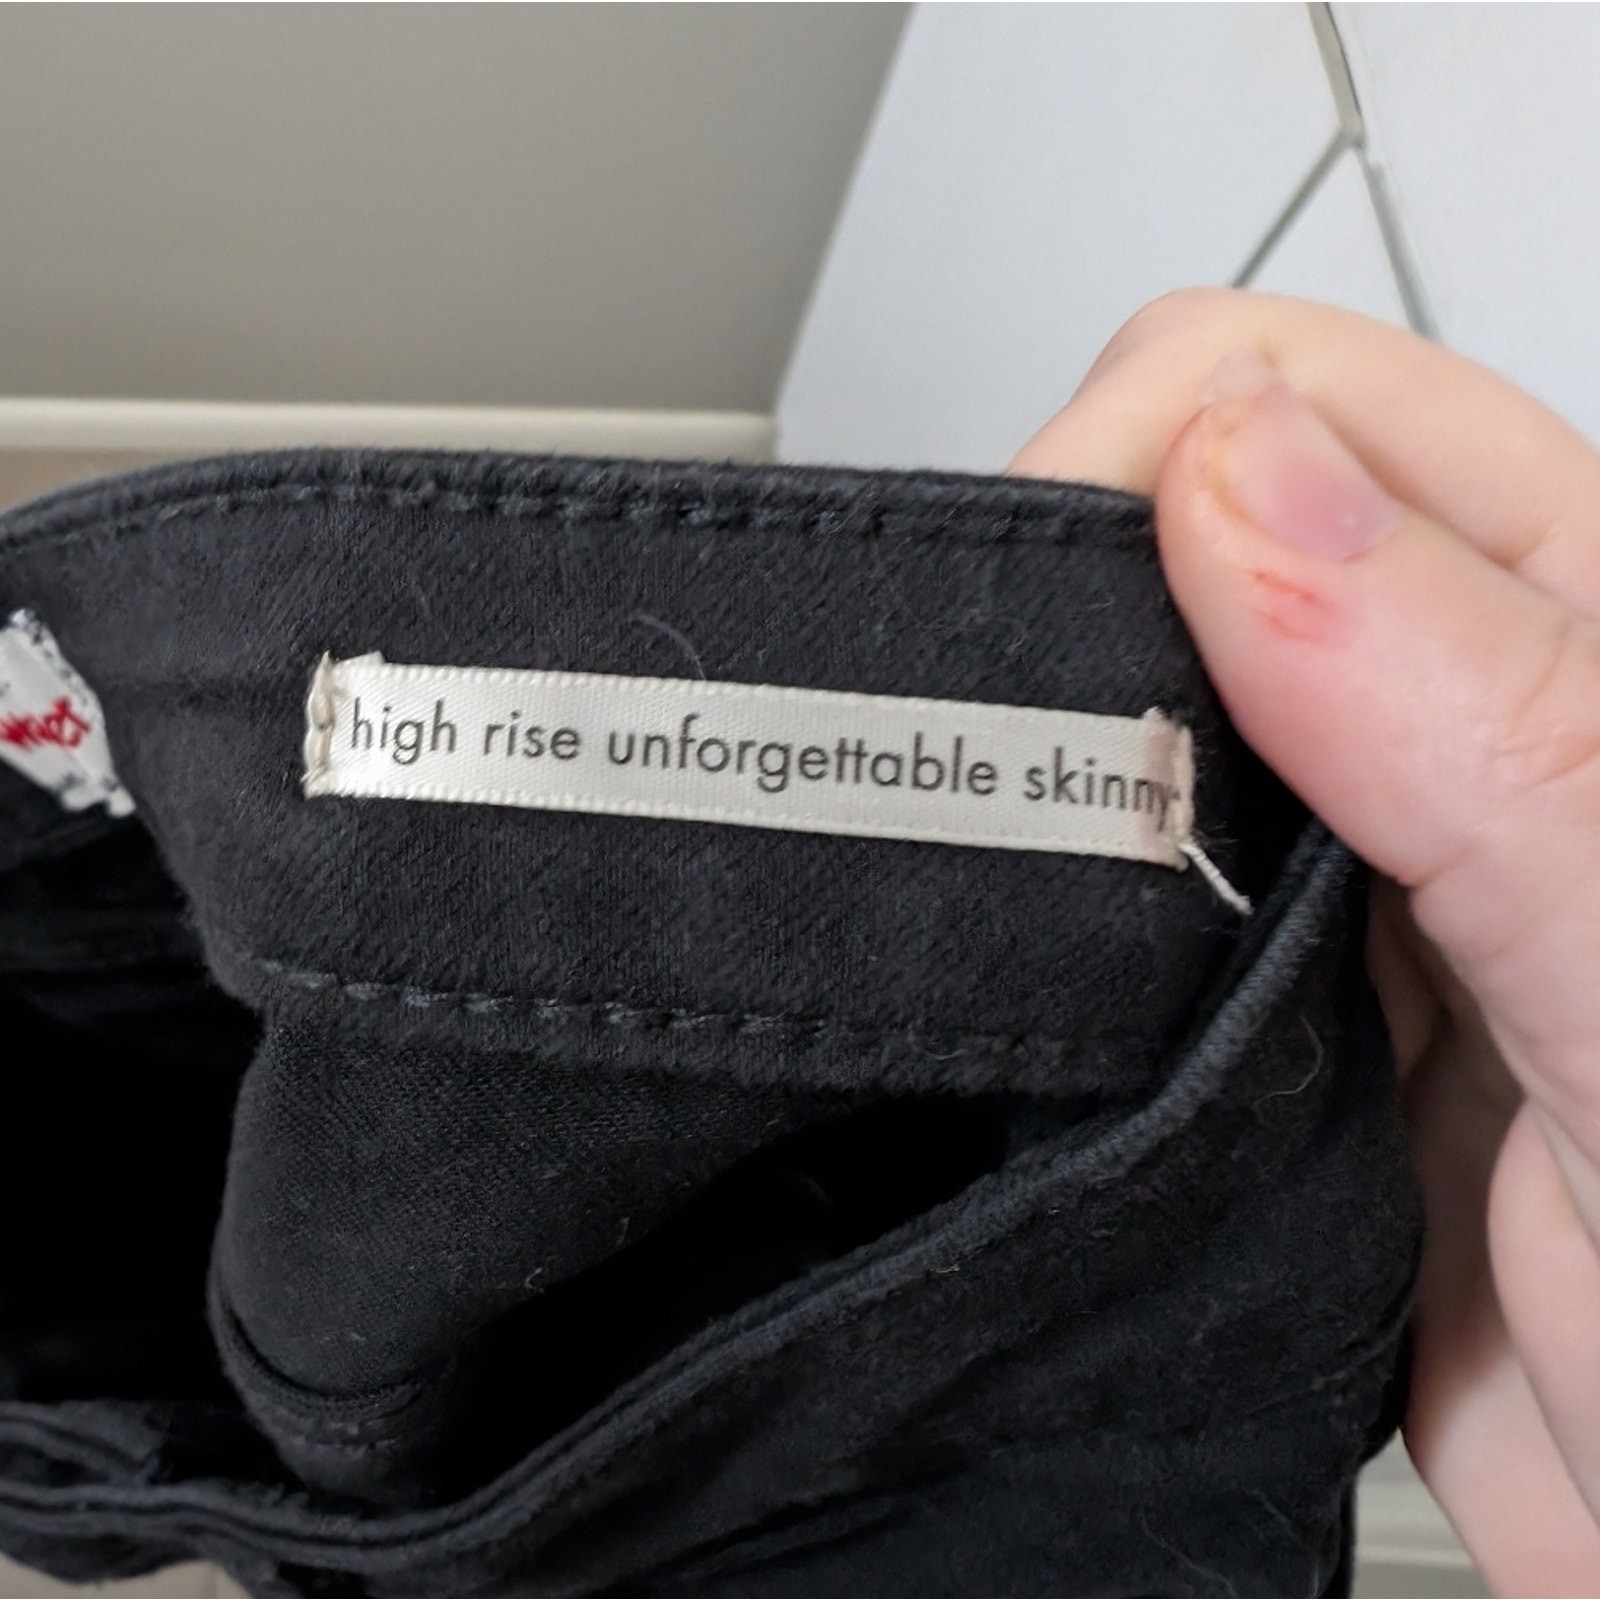 high rise unforgettable skinny